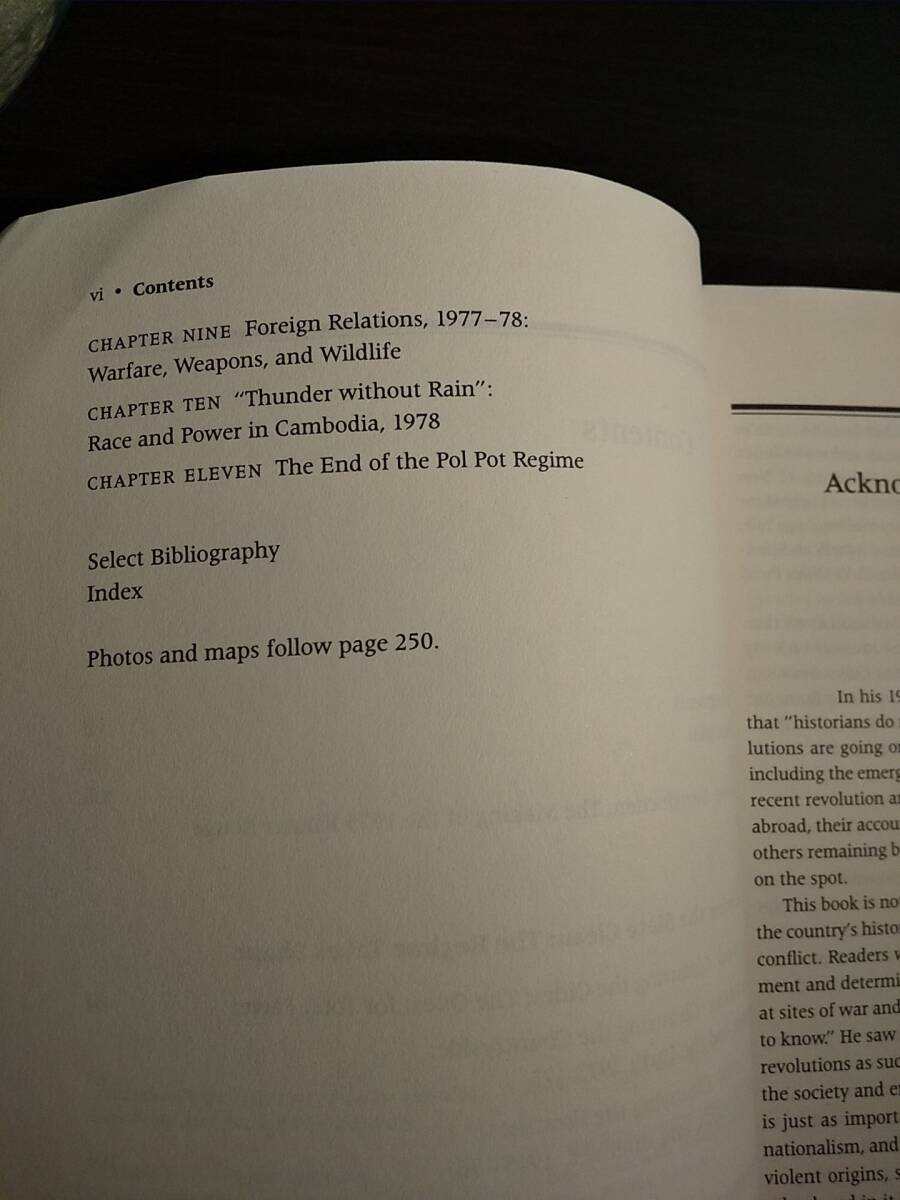 vi • Contents
CHAPTER NINE Foreign Relations, 1977–78:
Warfare, Weapons, and Wildlife
CHAPTER TEN “Thunder without Rain”:
Race and Power in Cambodia, 1978
CHAPTER ELEVEN The End of the Pol Pot Regime
Select Bibliography
Index
Photos and maps follow page 250.
Ackno
In his 19
that “historians do
lutions are going o
including the emerg
recent revolution a
abroad, their accou
others remaining b
on the spot.
This book is no
the country’s histo
conflict. Readers
ment and determi
at sites of war and
to know.” He saw
revolutions as suc
the society and e
is just as import
nationalism, and
violent origins, s